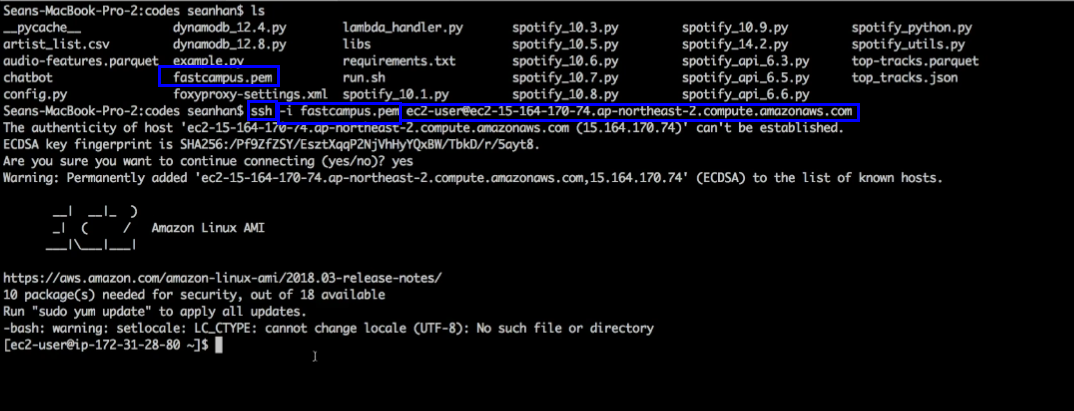 Seans-MacBook-Pro-2:codes seanhan$ ls
__pycache__ dynamodb_12.4.py lambda_handler.py spotify_10.3.py spotify_10.9.py spotify_python.py
artist_list.csv dynamodb_12.8.py libs spotify_10.5.py spotify_14.2.py spotify_utils.py
audio-features.parquet example.py requirements.txt spotify_10.6.py spotify_api_6.3.py top-tracks.parquet
chatbot fastcampus.pem run.sh spotify_10.7.py spotify_api_6.5.py top_tracks.json
config.py foxyproxy-settings.xml spotify_10.1.py spotify_10.8.py spotify_api_6.6.py
Seans-MacBook-Pro-2:codes seanhan$ ssh -i fastcampus.pem ec2-user@ec2-15-164-170-74.ap-northeast-2.compute.amazonaws.com
The authenticity of host 'ec2-15-164-170-74.ap-northeast-2.compute.amazonaws.com (15.164.170.74)' can't be established.
ECDSA key fingerprint is SHA256:/Pf9ZfZSY/EsztXqqP2NjVhHyYQxBW/TbkD/r/5ayt8.
Are you sure you want to continue connecting (yes/no)? yes
Warning: Permanently added 'ec2-15-164-170-74.ap-northeast-2.compute.amazonaws.com,15.164.170.74' (ECDSA) to the list of known hosts.
__|  __|_  )
_|  (     /   Amazon Linux AMI
___|\___|___|
https://aws.amazon.com/amazon-linux-ami/2018.03-release-notes/
10 package(s) needed for security, out of 18 available
Run "sudo yum update" to apply all updates.
-bash: warning: setlocale: LC_CTYPE: cannot change locale (UTF-8): No such file or directory
[ec2-user@ip-172-31-28-80 ~]$